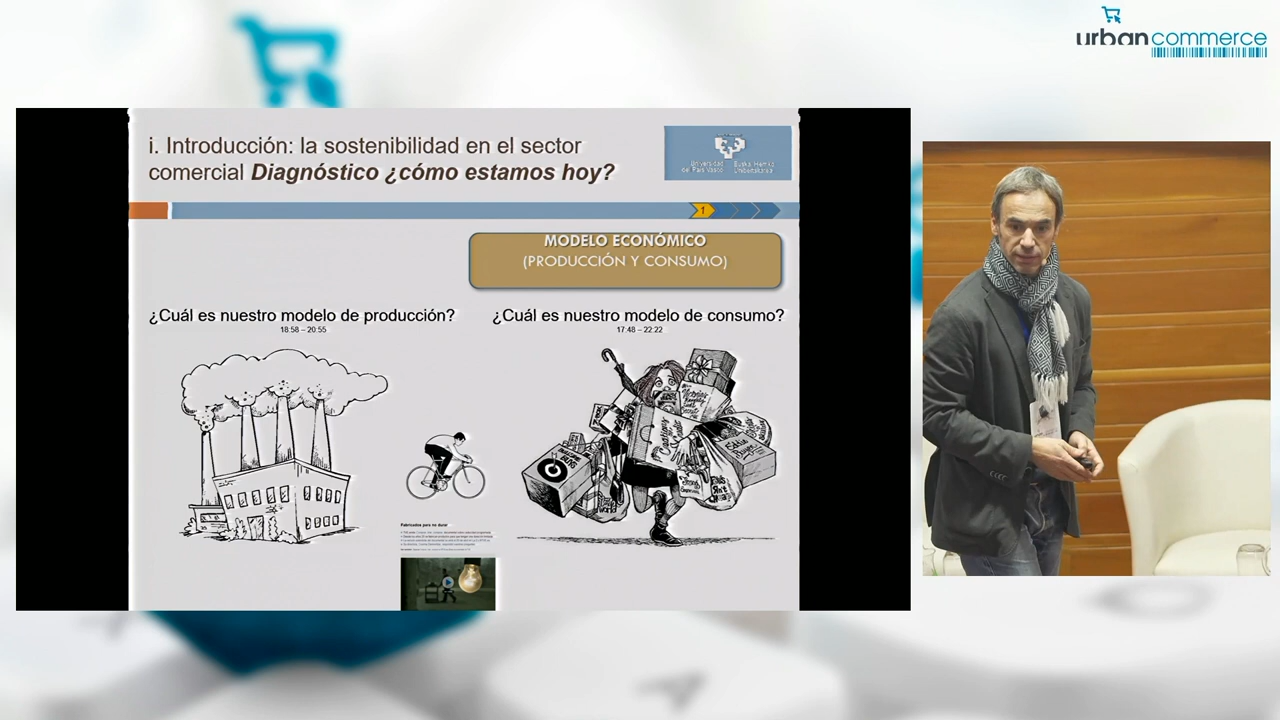 urbancommerce
i. Introducción: la sostenibilidad en el sector
comercial Diagnóstico ¿cómo estamos hoy?
Universidad
del País Vasco
Euskal Herriko
Unibertsitatea
1
MODELO ECONÓMICO
(PRODUCCIÓN Y CONSUMO)
¿Cuál es nuestro modelo de producción?
18:58 – 20:55
¿Cuál es nuestro modelo de consumo?
17:48 – 22:22
Fabricados para no durar